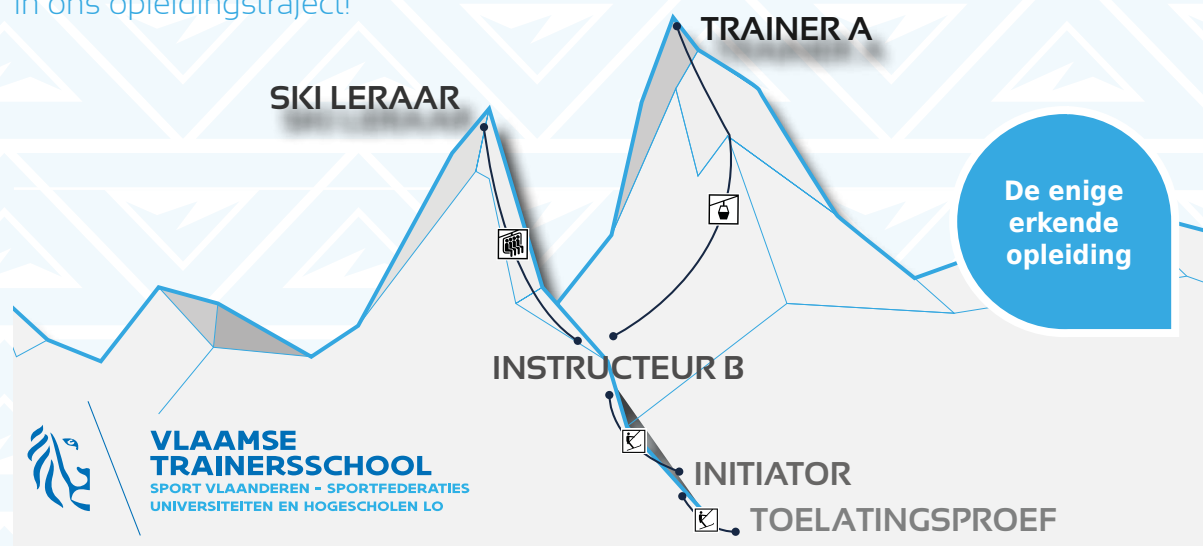 in ons opleidingstraject!
TRAINER A
SKI LERAAR
De enige
erkende
opleiding
INSTRUCTEUR B
VLAAMSE
TRAINERSSCHOOL
SPORT VLAANDEREN - SPORTFEDERATIES
UNIVERSITEITEN EN HOGESCHOLEN LO
INITIATOR
TOELATINGSPROEF